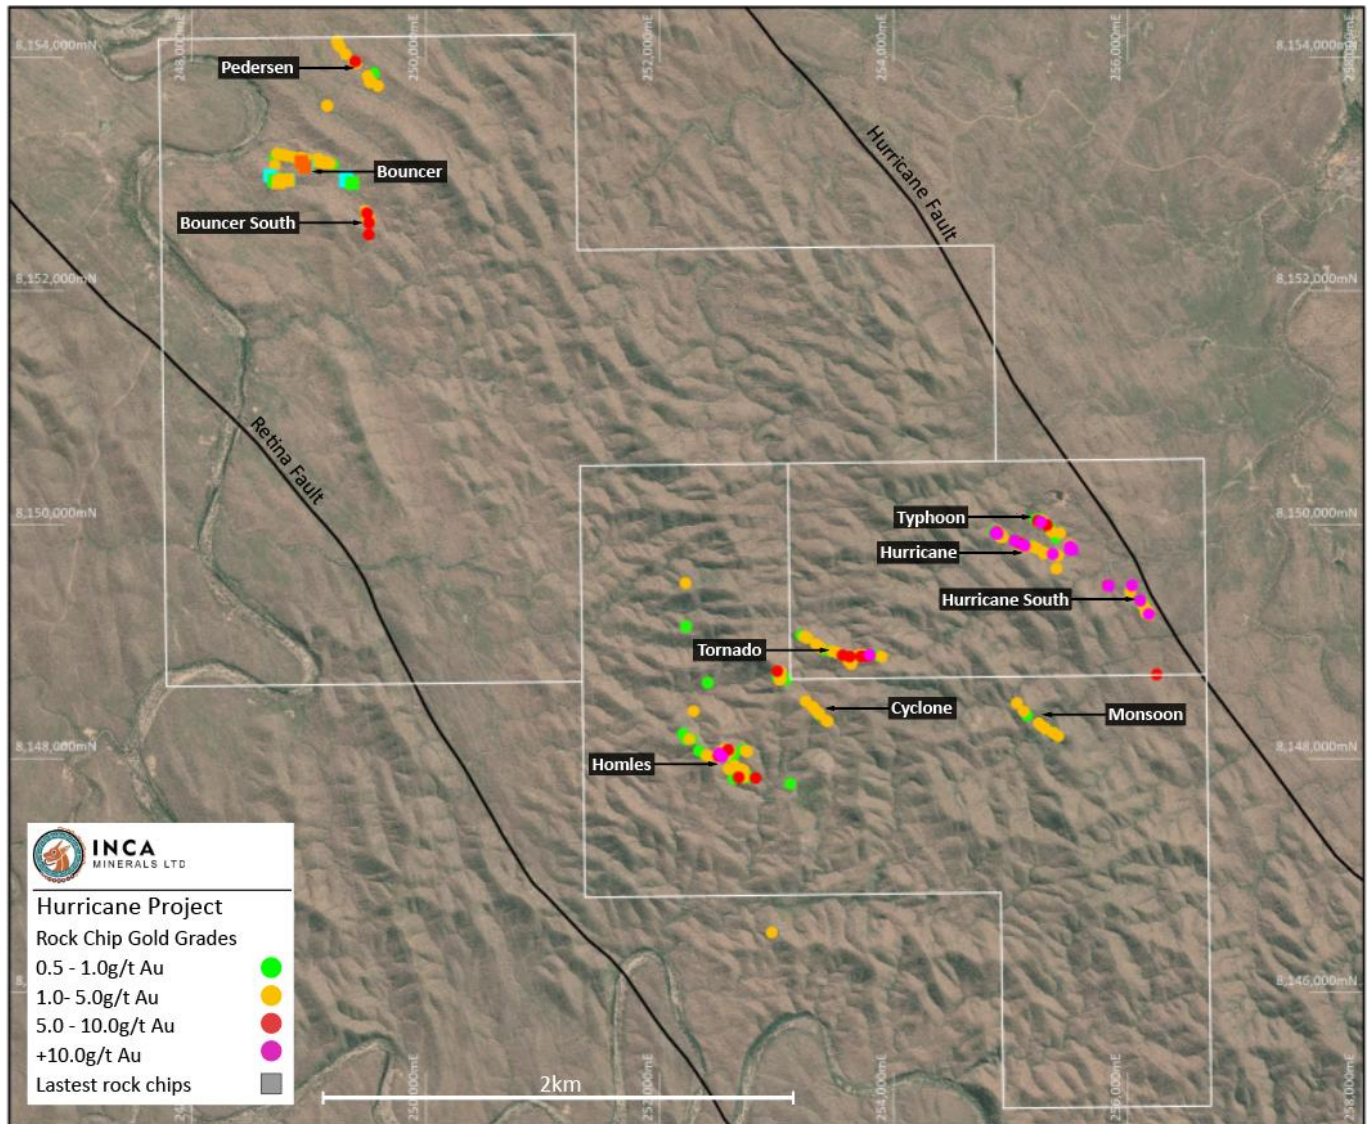 8,154,000mN
8,154,000mN
248,000mE
250,000mE
252,000mE
254,000mE
256,000mE
258,000mE
Pedersen
Hurricane Fault
Bouncer
Bouncer South
8,152,000mN
8,152,000mN
Retina Fault
8,150,000mN
8,150,000mN
Typhoon
Hurricane
Hurricane South
Tornado
Cyclone
Monsoon
8,148,000mN
8,148,000mN
Homles
INCA
MINERALS LTD
Hurricane Project
Rock Chip Gold Grades
0.5 - 1.0g/t Au
1.0- 5.0g/t Au
5.0 - 10.0g/t Au
+10.0g/t Au
Lastest rock chips
8,146,000mN
2km
250,000mE
252,000mE
254,000mE
256,000mE
258,000mE